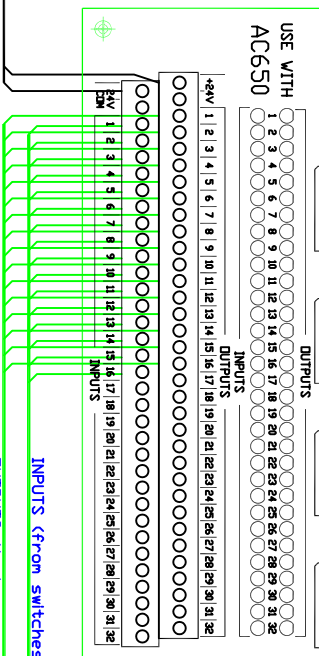 USE WITH
AC650
OUTPUTS
1 2 3 4 5 6 7 8 9 10 11 12 13 14 15 16 17 18 19 20 21 22 23 24 25 26 27 28 29 30 31 32
INPUTS
OUTPUTS
+24V 1 2 3 4 5 6 7 8 9 10 11 12 13 14 15 16 17 18 19 20 21 22 23 24 25 26 27 28 29 30 31 32
24V COM 1 2 3 4 5 6 7 8 9 10 11 12 13 14 15 16 17 18 19 20 21 22 23 24 25 26 27 28 29 30 31 32
INPUTS
INPUTS (from switches